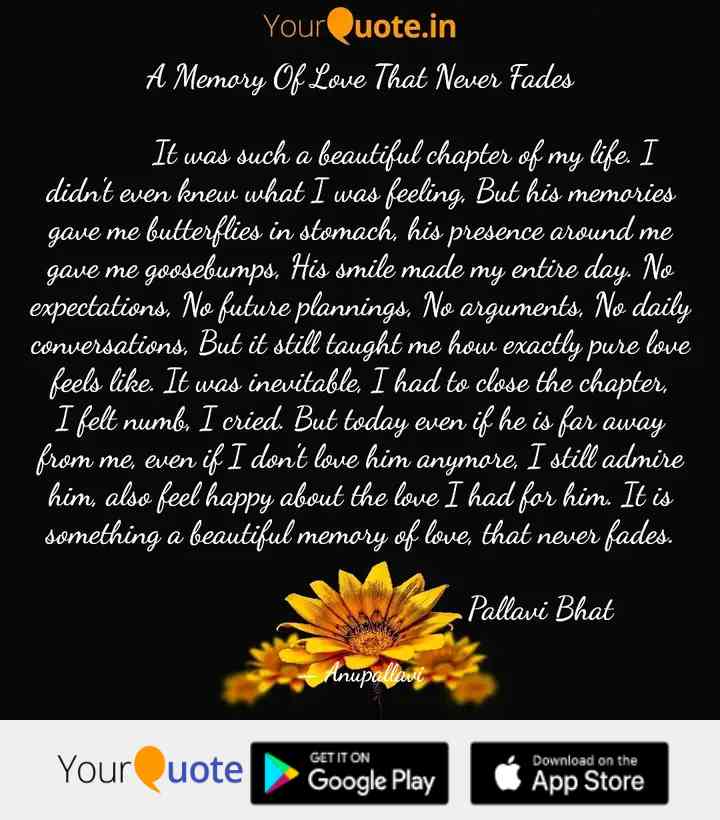 YourQuote.in
A Memory Of Love That Never Fades
It was such a beautiful chapter of my life. I
didn't even knew what I was feeling, But his memories
gave me butterflies in stomach, his presence around me
gave me goosebumps, His smile made my entire day. No
expectations, No future plannings, No arguments, No daily
conversations, But it still taught me how exactly pure love
feels like. It was inevitable, I had to close the chapter,
I felt numb, I cried. But today even if he is far away
from me, even if I don't love him anymore, I still admire
him, also feel happy about the love I had for him. It is
something a beautiful memory of love, that never fades.
Pallavi Bhat
— Anupallavi
YourQuote
GET IT ON
Google Play
Download on the
App Store